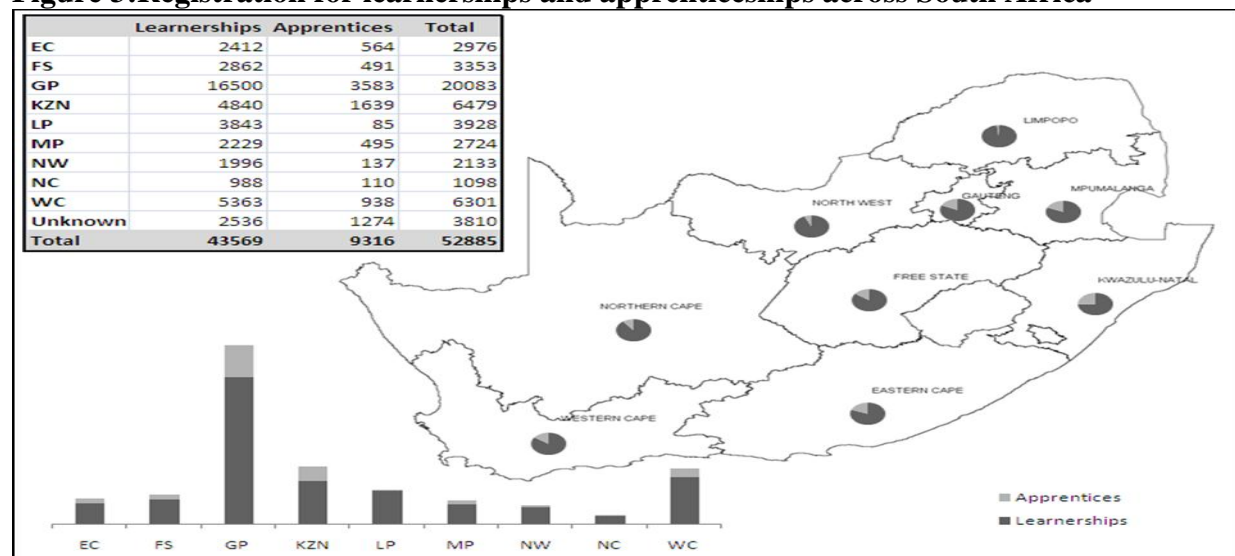 Figure 3:Registration for learnerships and apprenticeships across South Africa
Learnerships Apprentices Total
EC 2412 564 2976
FS 2862 491 3353
GP 16500 3583 20083
KZN 4840 1639 6479
LP 3843 85 3928
MP 2229 495 2724
NW 1996 137 2133
NC 988 110 1098
WC 5363 938 6301
Unknown 2536 1274 3810
Total 43569 9316 52885
LIMPOPO
MPUMALANGA
GAUTENG
NORTH WEST
FREE STATE
KWAZULU-NATAL
NORTHERN CAPE
EASTERN CAPE
WESTERN CAPE
Apprentices
Learnerships
EC FS GP KZN LP MP NW NC WC